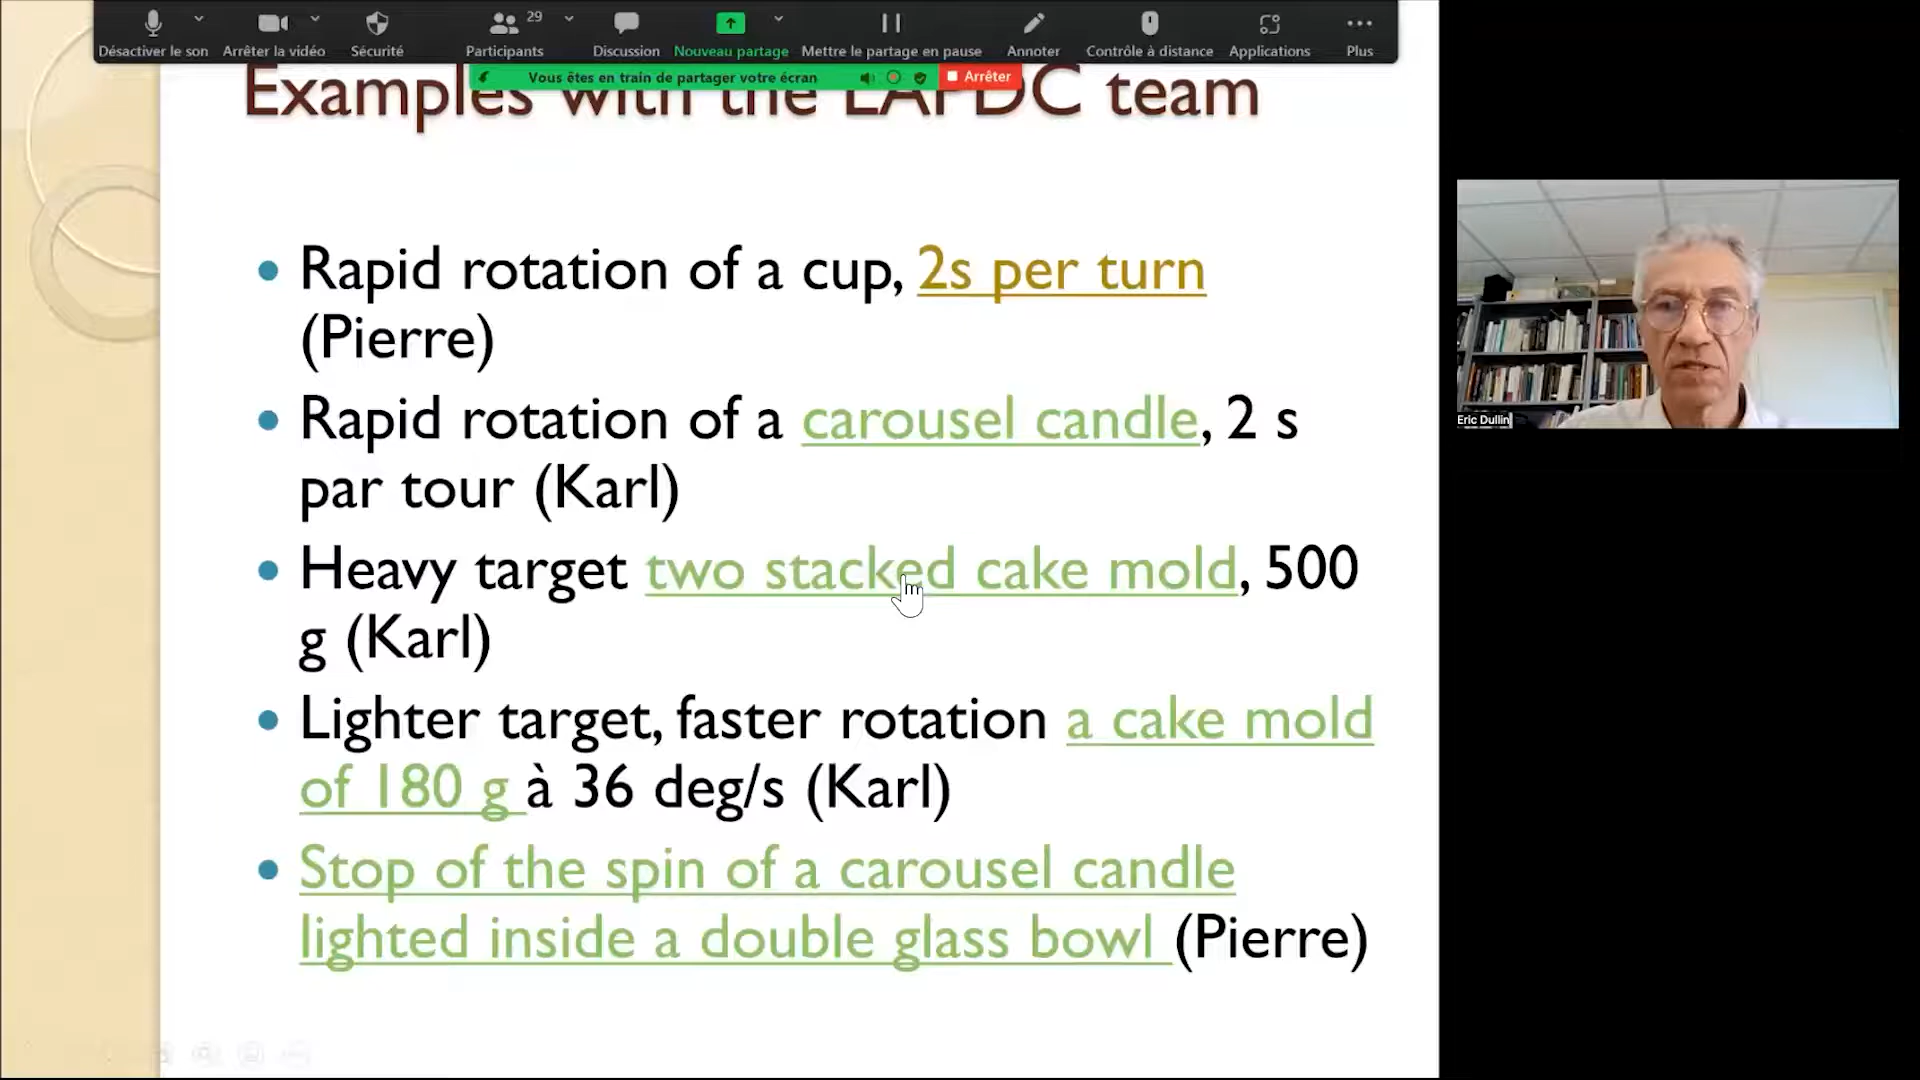 Désactiver le son Arrêter la vidéo Sécurité Participants 29 Discussion Nouveau partage Mettre le partage en pause Annoter Contrôle à distance Applications Plus
Vous êtes en train de partager votre écran Arrêter
Examples with the team
Rapid rotation of a cup, 2s per turn
(Pierre)
Rapid rotation of a carousel candle, 2 s
par tour (Karl)
Heavy target two stacked cake mold, 500
g (Karl)
Lighter target, faster rotation a cake mold
of 180 g à 36 deg/s (Karl)
Stop of the spin of a carousel candle
lighted inside a double glass bowl (Pierre)
Eric Dullin